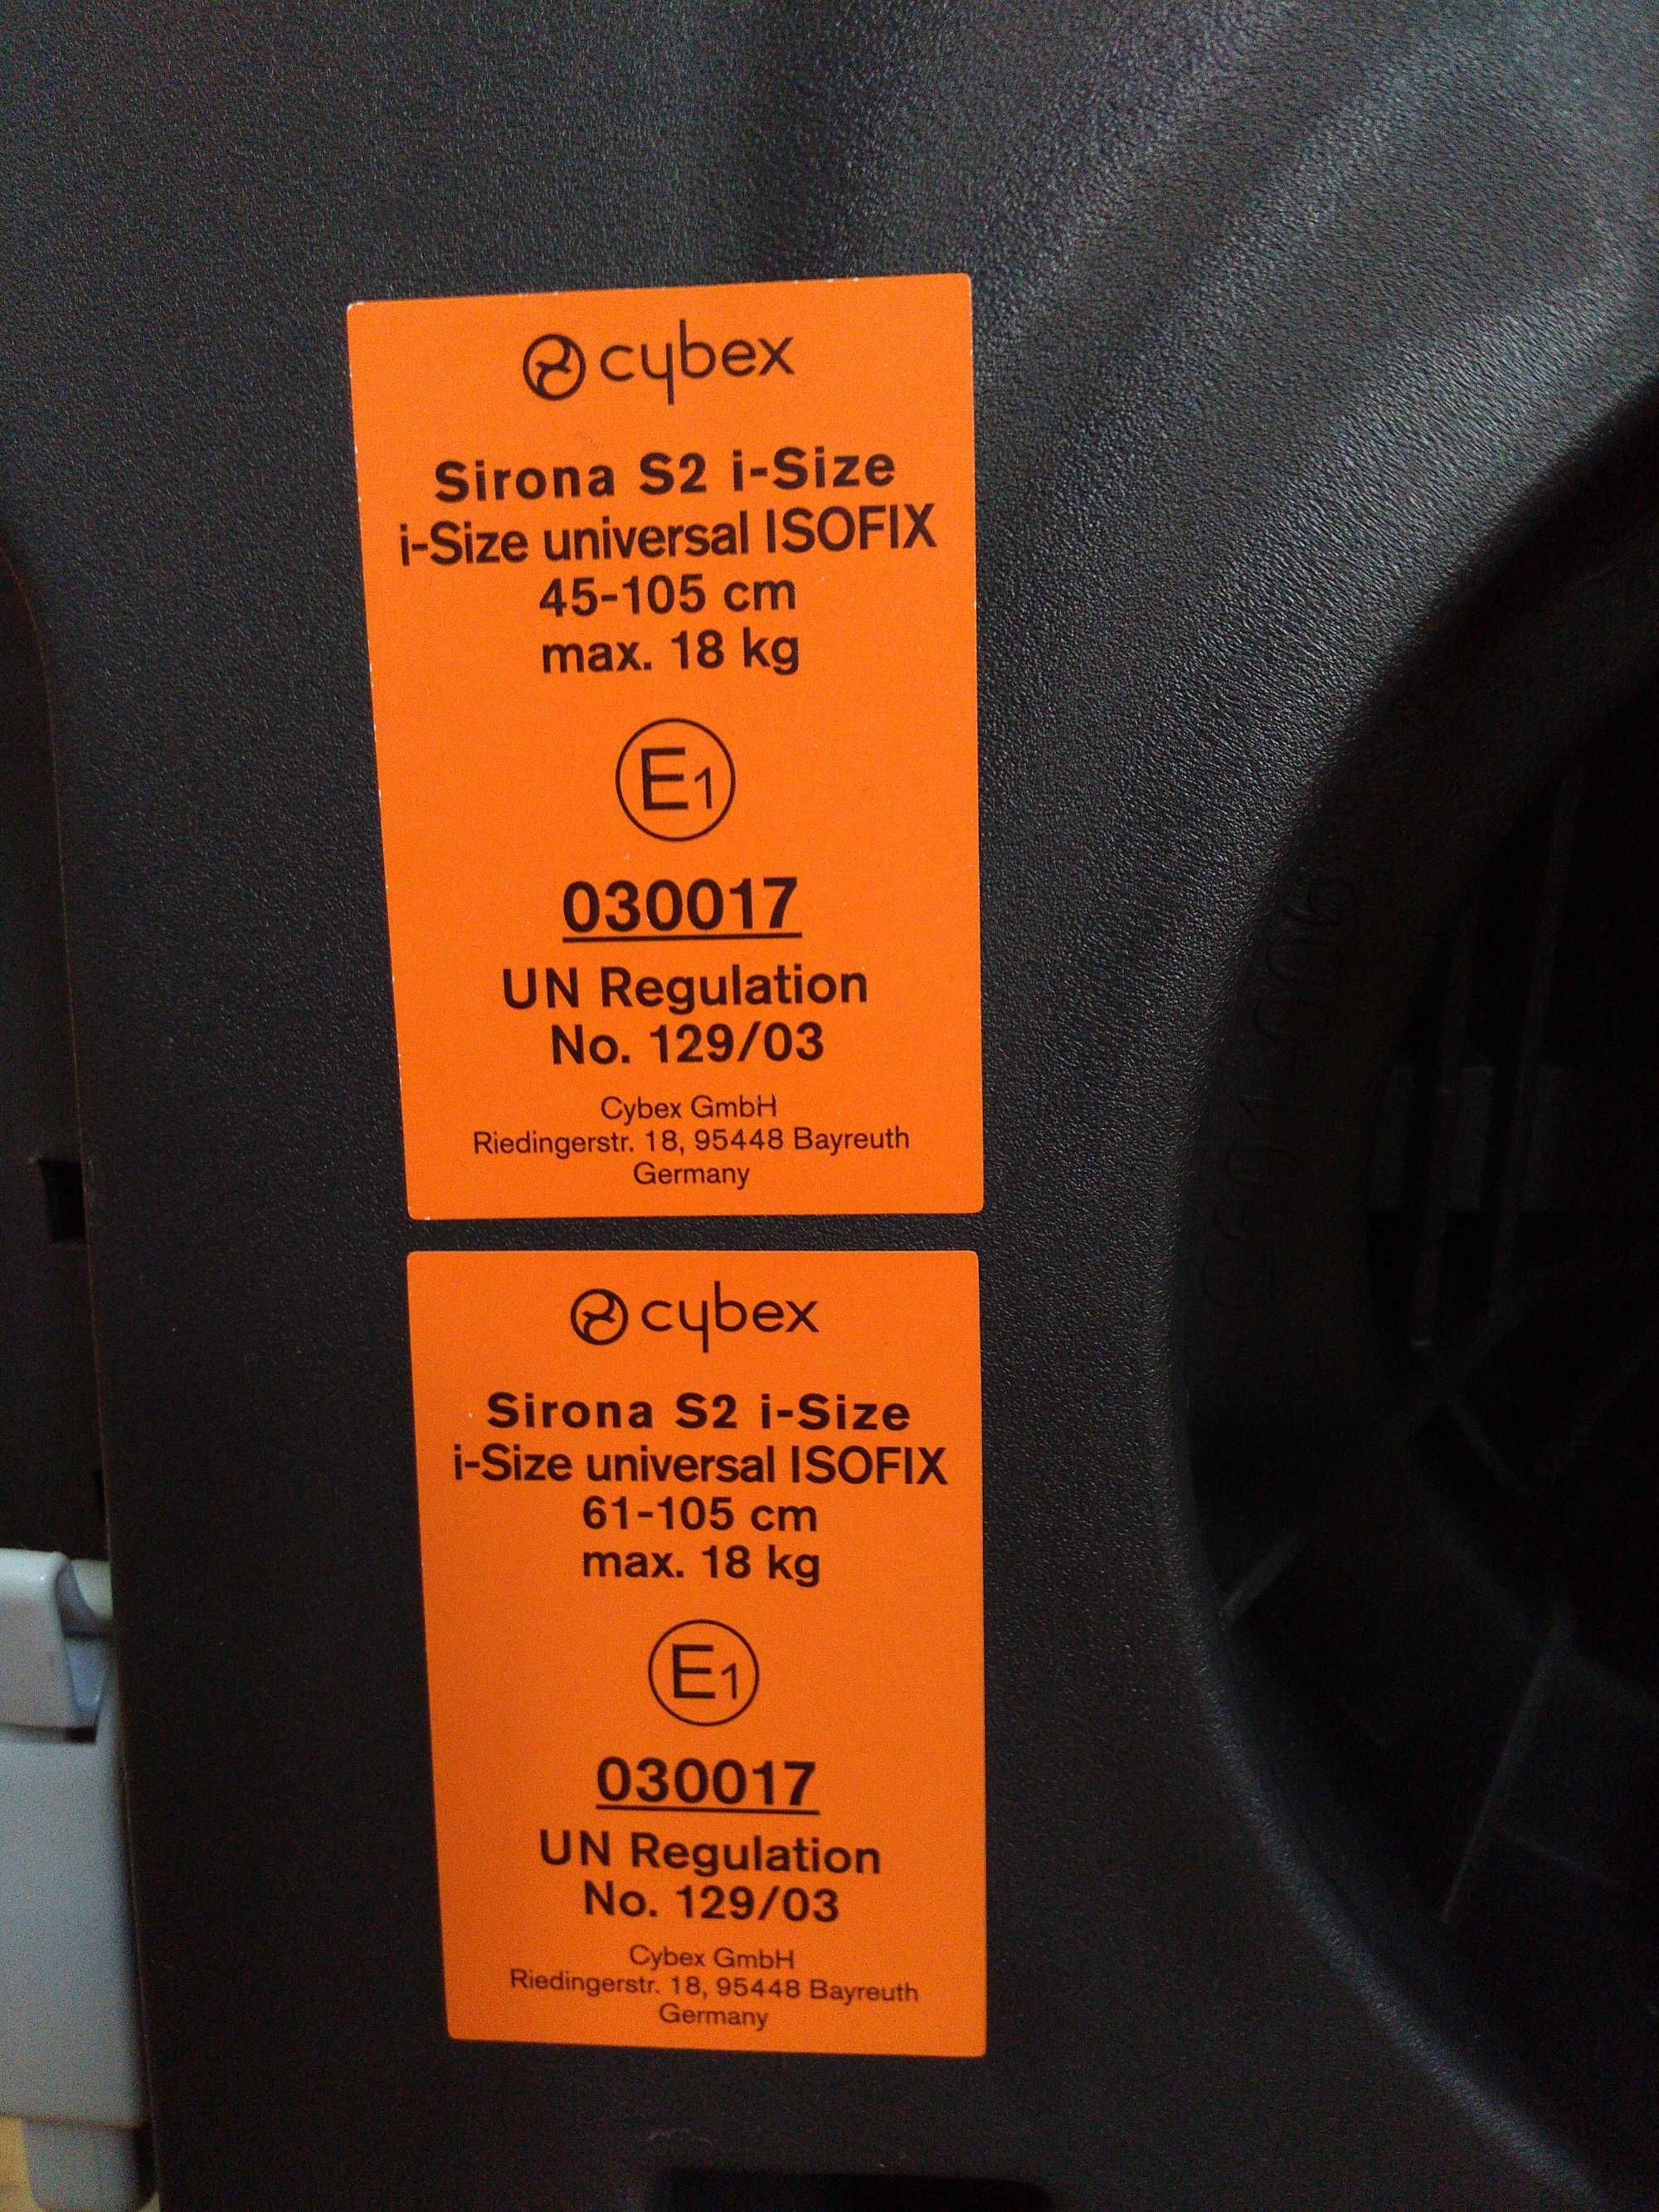 cybex
Sirona S2 i-Size
i-Size universal ISOFIX
45-105 cm
max. 18 kg
E1
030017
UN Regulation
No. 129/03
Cybex GmbH
Riedingerstr. 18, 95448 Bayreuth
Germany
cybex
Sirona S2 i-Size
i-Size universal ISOFIX
61-105 cm
max. 18 kg
E1
030017
UN Regulation
No. 129/03
Cybex GmbH
Riedingerstr. 18, 95448 Bayreuth
Germany